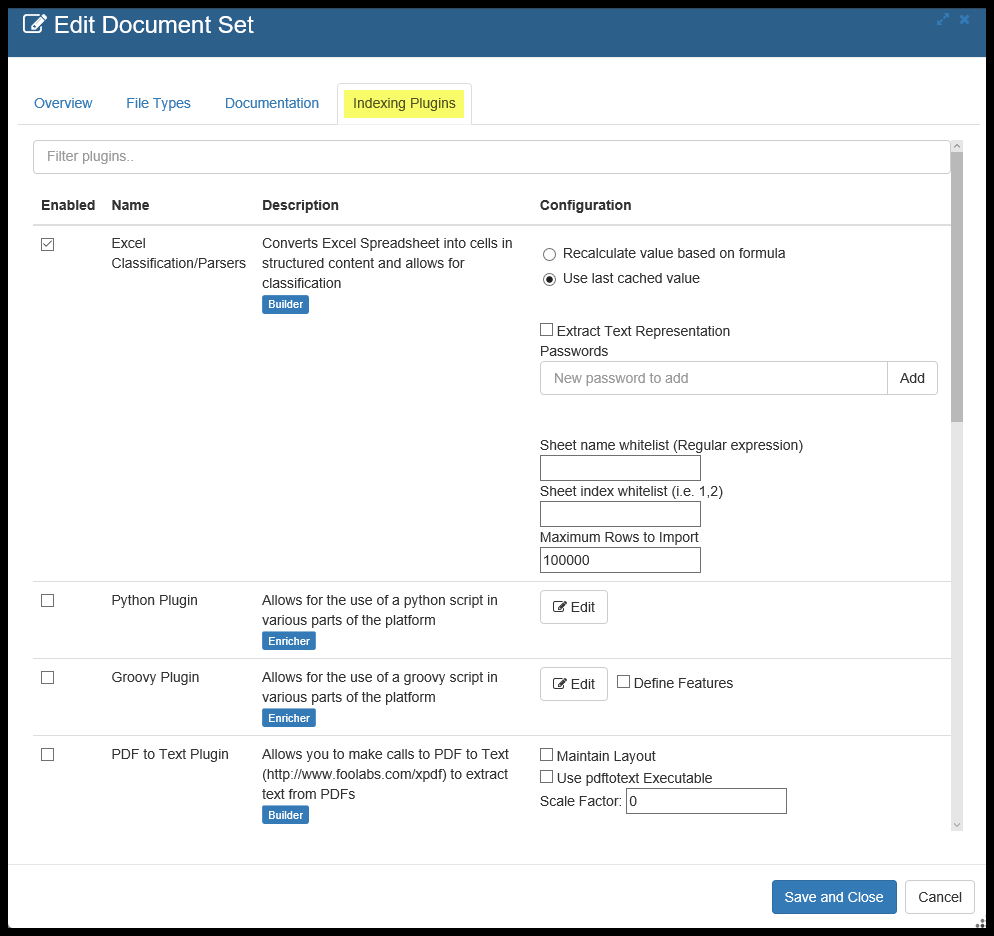 Edit Document Set
Overview
File Types
Documentation
Indexing Plugins
Filter plugins..
Enabled Name Description Configuration
Excel
Classification/Parsers
Converts Excel Spreadsheet into cells in
structured content and allows for
classification
Builder
Recalculate value based on formula
Use last cached value
Extract Text Representation
Passwords
New password to add
Add
Sheet name whitelist (Regular expression)
Sheet index whitelist (i.e. 1,2)
Maximum Rows to Import
100000
Python Plugin
Allows for the use of a python script in
various parts of the platform
Enricher
Edit
Groovy Plugin
Allows for the use of a groovy script in
various parts of the platform
Enricher
Edit
Define Features
PDF to Text Plugin
Allows you to make calls to PDF to Text
(http://www.foolabs.com/xpdf) to extract
text from PDFs
Builder
Maintain Layout
Use pdftotext Executable
Scale Factor: 0
Save and Close
Cancel